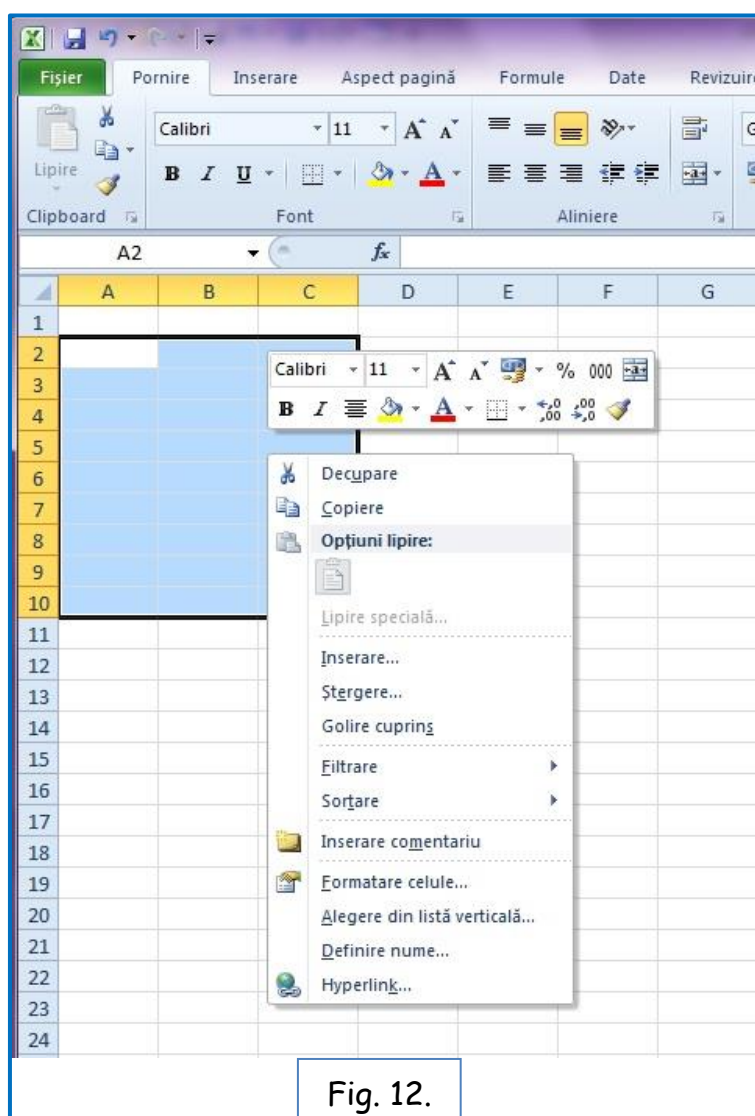 Fișier Pornire Inserare Aspect pagină Formule Date Revizuire
Calibri 11
Lipire
B I U A
Clipboard Font Aliniere
A2 fx
A B C D E F G
1
2
3
4
5
6
7
8
9
10
11
12
13
14
15
16
17
18
19
20
21
22
23
24
Calibri 11 A A % 000 a
B I A ,00 ,00
Decupare
Copiere
Opțiuni lipire:
Lipire specială...
Inserare...
Ștergere...
Golire cuprins
Filtrare
Sortare
Inserare comentariu
Formatare celule...
Alegere din listă verticală...
Definire nume...
Hyperlink...
Fig. 12.